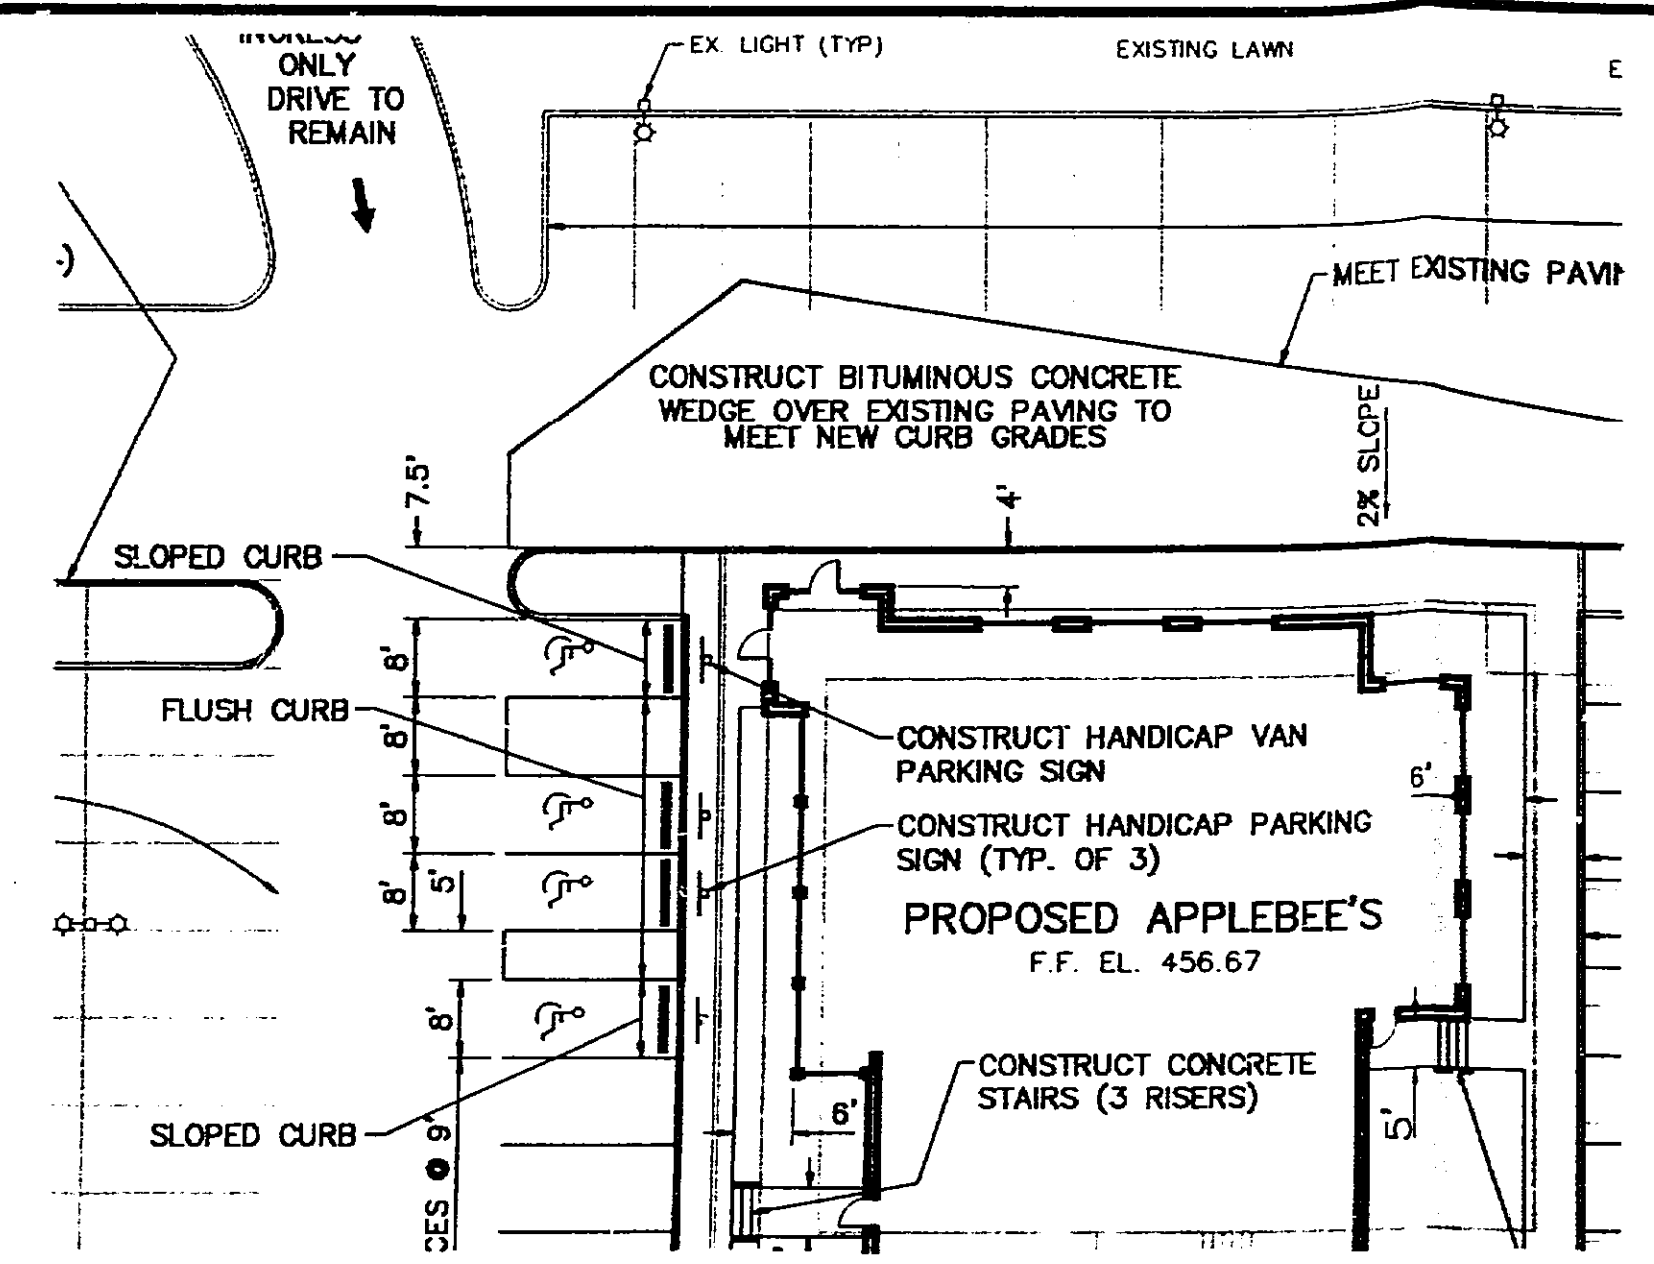 ONLY
DRIVE TO
REMAIN
EX. LIGHT (TYP)
EXISTING LAWN
E
-)
MEET EXISTING
CONSTRUCT BITUMINOUS CONCRETE
WEDGE OVER EXISTING PAVING TO
MEET NEW CURB GRADES
2% SLOPE
7.5'
4'
SLOPED CURB
8'
FLUSH CURB
8'
CONSTRUCT HANDICAP VAN
PARKING SIGN
6'
8'
CONSTRUCT HANDICAP PARKING
SIGN (TYP. OF 3)
8'
5'
PROPOSED APPLEBEE'S
F.F. EL. 456.67
8'
CONSTRUCT CONCRETE
STAIRS (3 RISERS)
6'
5'
SLOPED CURB
CES @ 9'